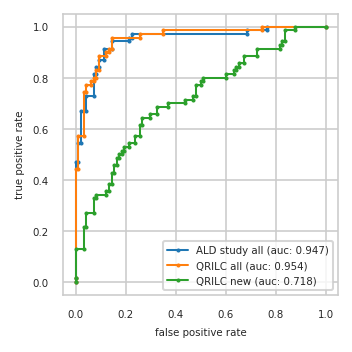 1.0
0.8
0.6
0.4
0.2
0.0
true positive rate
ALD study all (auc: 0.947)
QRILC all (auc: 0.954)
QRILC new (auc: 0.718)
0.0 0.2 0.4 0.6 0.8 1.0
false positive rate